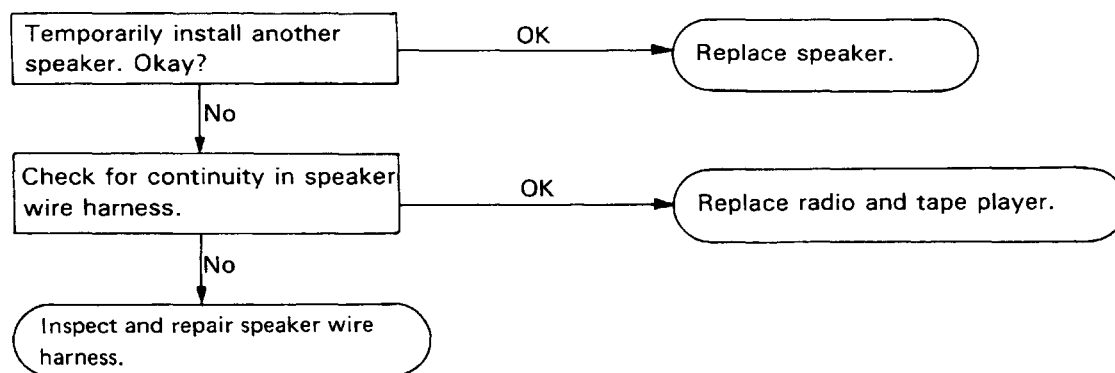 Temporarily install another
speaker. Okay?
OK
Replace speaker.
No
Check for continuity in speaker
wire harness.
OK
Replace radio and tape player.
No
Inspect and repair speaker wire
harness.